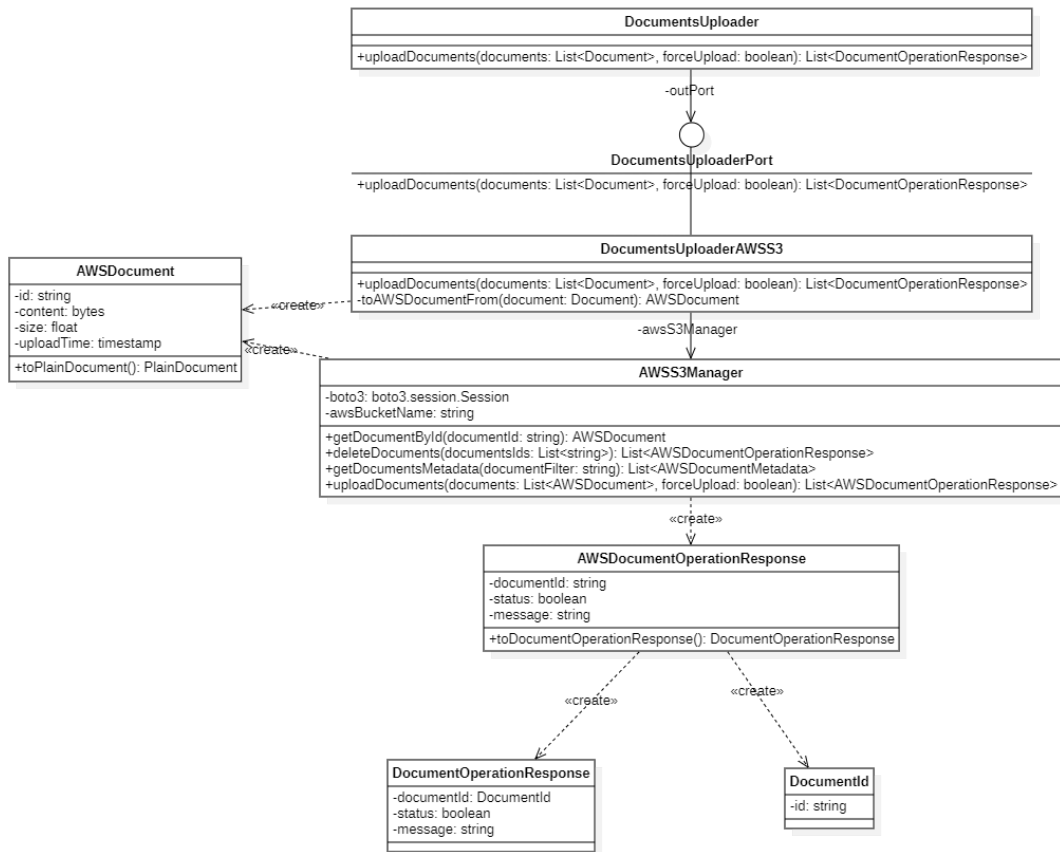 DocumentsUploader
+uploadDocuments(documents: List<Document>, forceUpload: boolean): List<DocumentOperationResponse>
-outPort
DocumentsUploaderPort
+uploadDocuments(documents: List<Document>, forceUpload: boolean): List<DocumentOperationResponse>
DocumentsUploaderAWSS3
+uploadDocuments(documents: List<Document>, forceUpload: boolean): List<DocumentOperationResponse>
-toAWSDocumentFrom(document: Document): AWSDocument
AWSDocument
-id: string
-content: bytes
-size: float
-uploadTime: timestamp
+toPlainDocument(): PlainDocument
«create»
«create»
-awsS3Manager
AWSS3Manager
-boto3: boto3.session.Session
-awsBucketName: string
+getDocumentById(documentId: string): AWSDocument
+deleteDocuments(documentsIds: List<string>): List<AWSDocumentOperationResponse>
+getDocumentsMetadata(documentFilter: string): List<AWSDocumentMetadata>
+uploadDocuments(documents: List<AWSDocument>, forceUpload: boolean): List<AWSDocumentOperationResponse>
«create»
AWSDocumentOperationResponse
-documentId: string
-status: boolean
-message: string
+toDocumentOperationResponse(): DocumentOperationResponse
«create»
«create»
DocumentOperationResponse
-documentId: DocumentId
-status: boolean
-message: string
DocumentId
-id: string